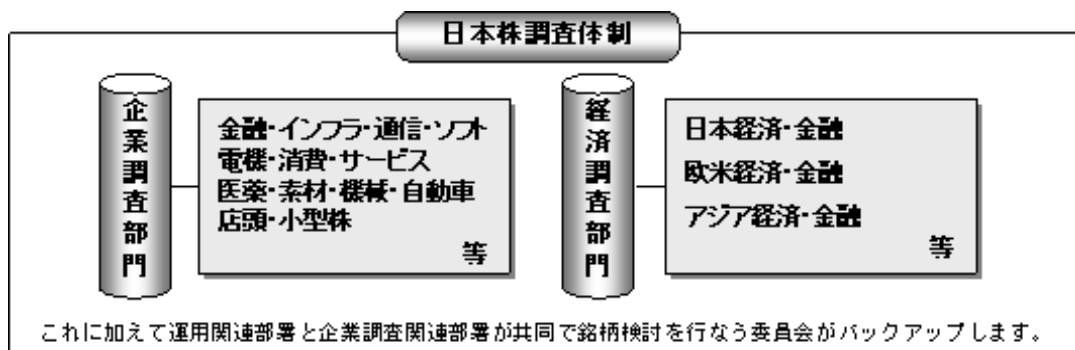 日本株調査体制
企業調査部門
金融・インフラ・通信・ソフト
電機・消費・サービス
医薬・素材・機械・自動車
店頭・小型株
等
経済調査部門
日本経済・金融
欧米経済・金融
アジア経済・金融
等
これに加えて運用関連部署と企業調査関連部署が共同で銘柄検討を行なう委員会がバックアップします。